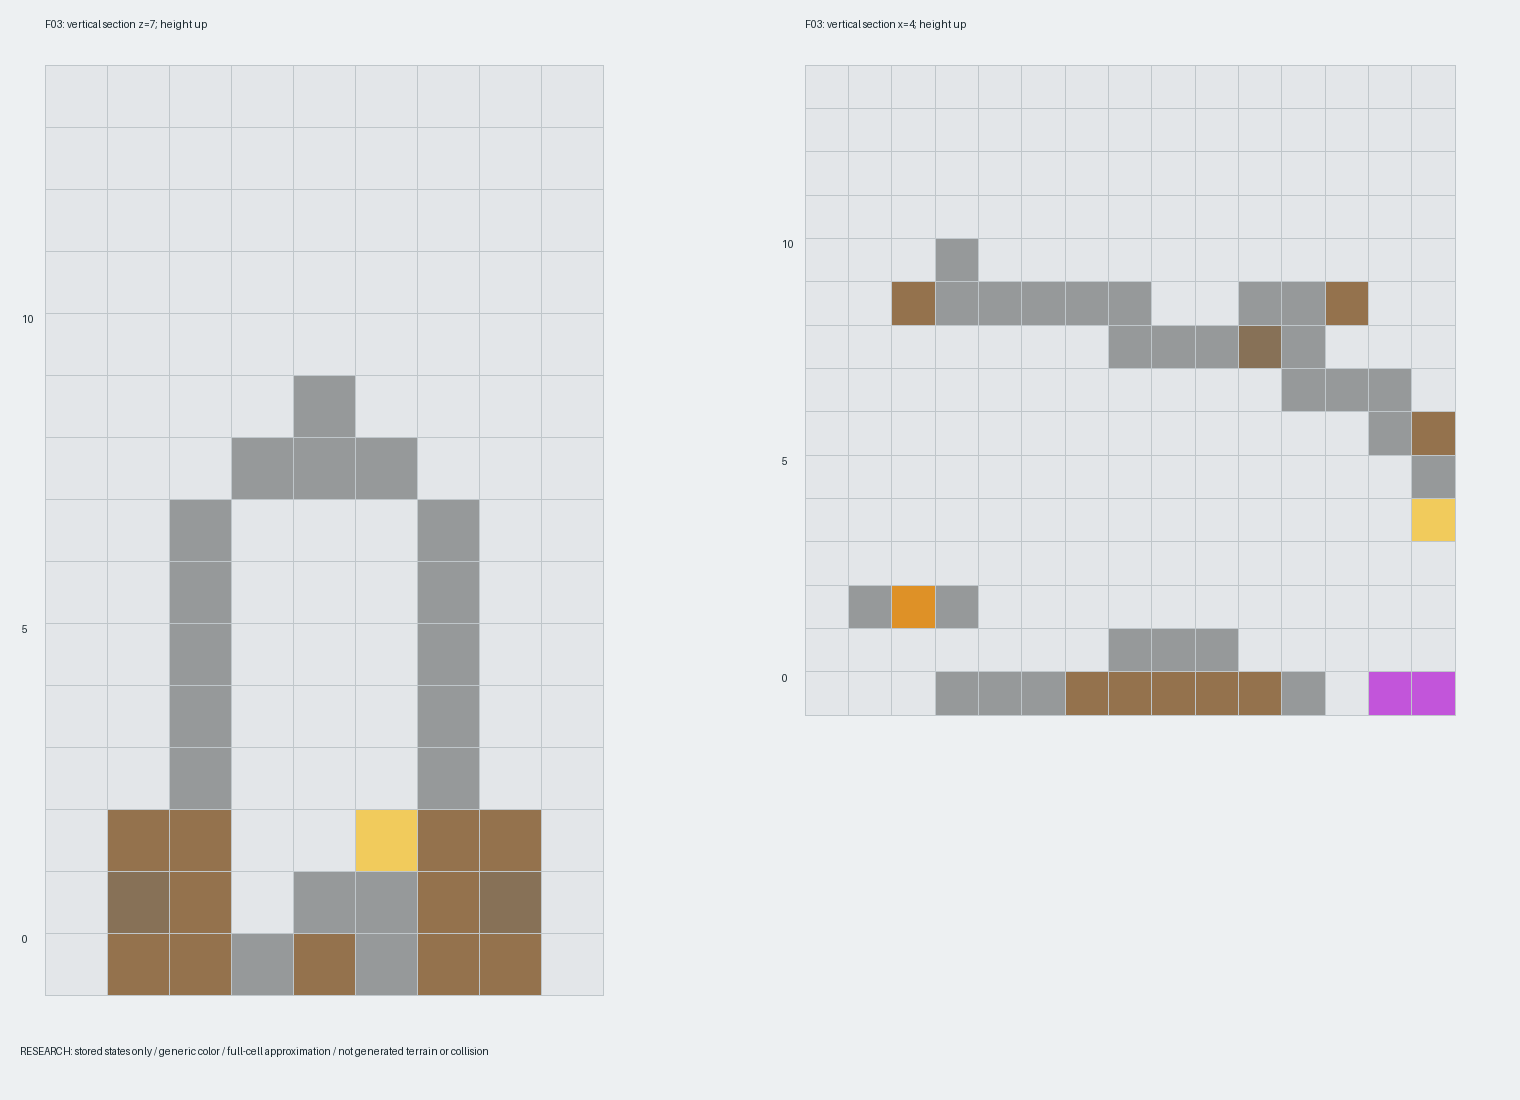 F03: vertical section z=7; height up
F03: vertical section x=4; height up
10
5
0
10
5
0
RESEARCH: stored states only / generic color / full-cell approximation / not generated terrain or collision